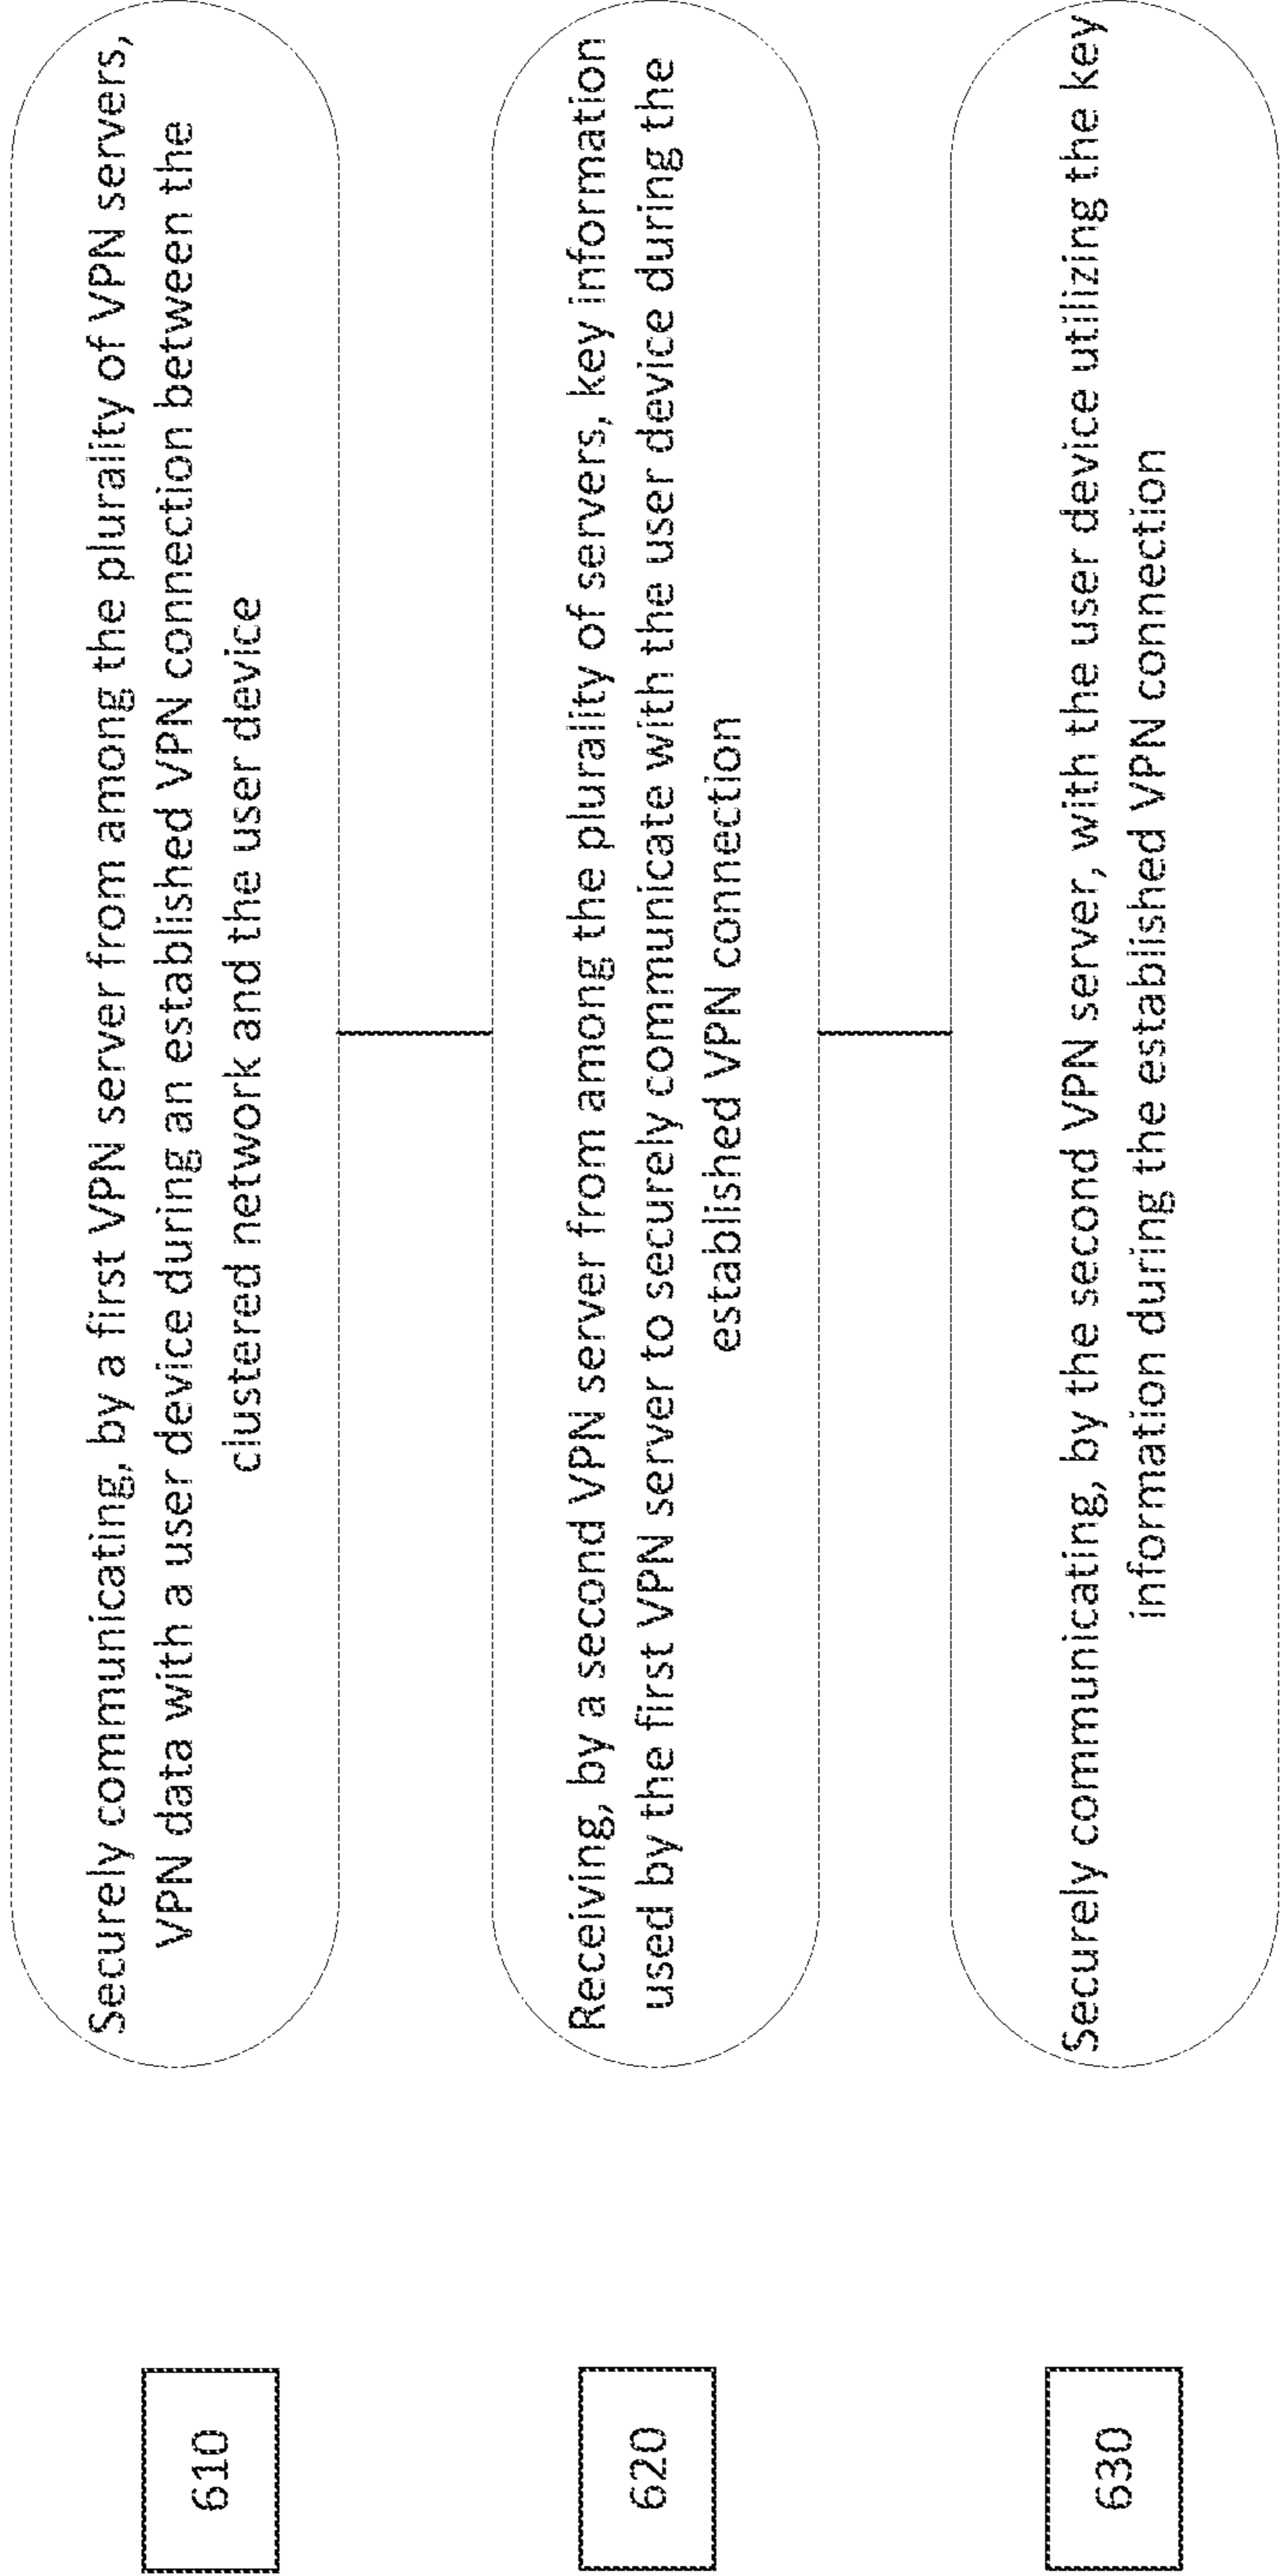 610
Securely communicating, by a first VPN server from among the plurality of VPN servers,
VPN data with a user device during an established VPN connection between the
clustered network and the user device
620
Receiving, by a second VPN server from among the plurality of servers, key information
used by the first VPN server to securely communicate with the user device during the
established VPN connection
630
Securely communicating, by the second VPN server, with the user device utilizing the key
information during the established VPN connection